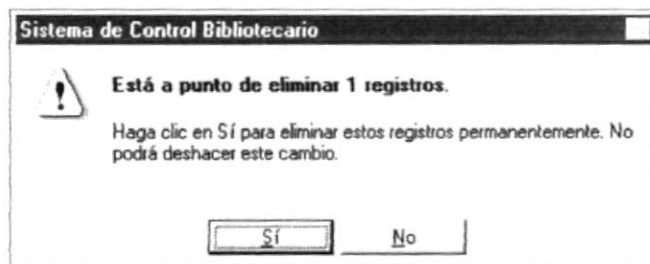 Sistema de Control Bibliotecario
Está a punto de eliminar 1 registros.
Haga clic en Sí para eliminar estos registros permanentemente. No
podrá deshacer este cambio.
Sí
No